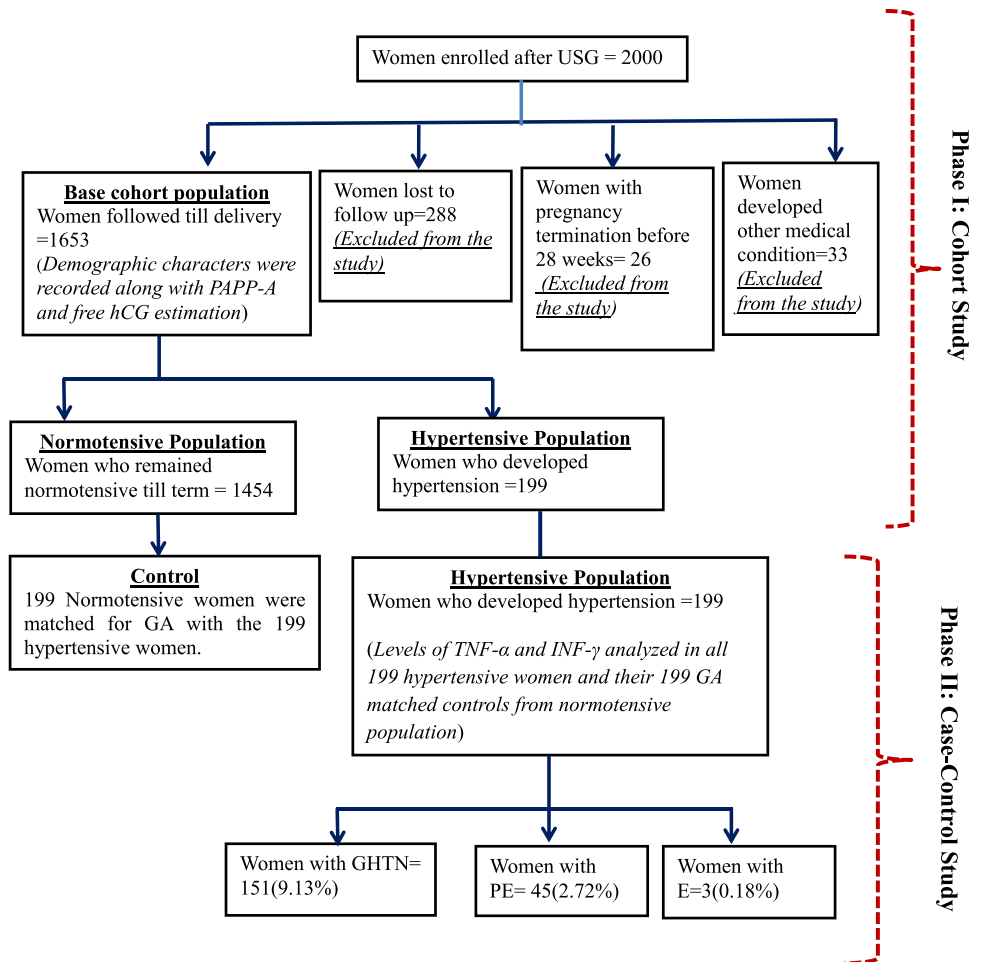 Women enrolled after USG = 2000
Base cohort population
Women followed till delivery
=1653
(Demographic characters were
recorded along with PAPP-A
and free hCG estimation)
Women lost to
follow up=288
(Excluded from the
study)
Women with
pregnancy
termination before
28 weeks= 26
(Excluded from
the study)
Women
developed
other medical
condition=33
(Excluded
from the study)
Phase I: Cohort Study
Normotensive Population
Women who remained
normotensive till term = 1454
Hypertensive Population
Women who developed
hypertension =199
Control
199 Normotensive women were
matched for GA with the 199
hypertensive women.
Hypertensive Population
Women who developed hypertension =199
(Levels of TNF-α and INF-γ analyzed in all
199 hypertensive women and their 199 GA
matched controls from normotensive
population)
Phase II: Case-Control Study
Women with GHTN=
151(9.13%)
Women with
PE= 45(2.72%)
Women with
E=3(0.18%)